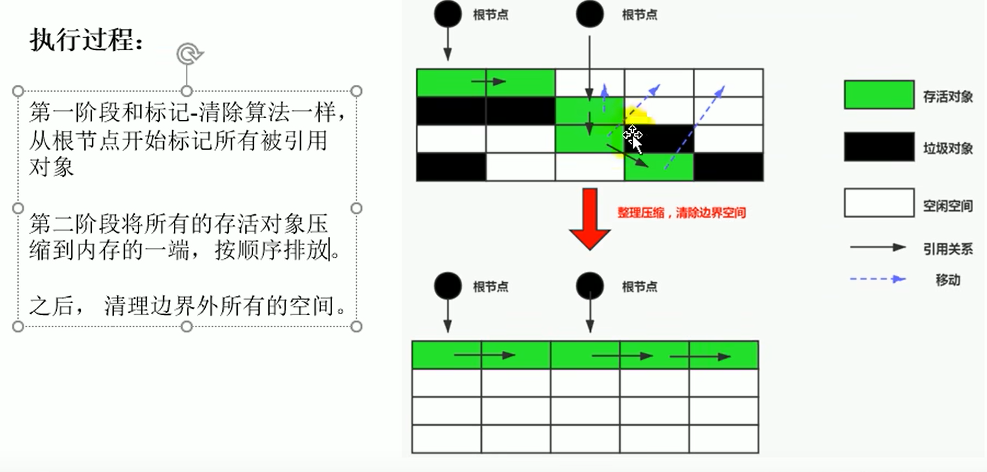 执行过程：
第一阶段和标记-清除算法一样，
从根节点开始标记所有被引用
对象
第二阶段将所有的存活对象压
缩到内存的一端，按顺序排放。
之后， 清理边界外所有的空间。
根节点
根节点
存活对象
垃圾对象
空闲空间
引用关系
移动
整理压缩，清除边界空间
根节点
根节点